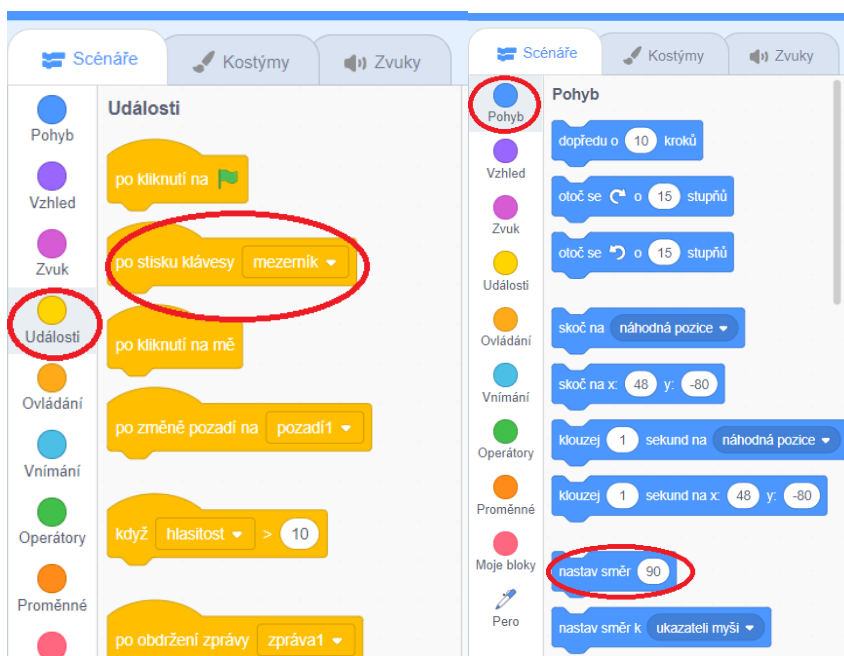 Scénáře
Kostýmy
Zvuky
Pohyb
Vzhled
Zvuk
Události
Ovládání
Vnímání
Operátory
Proměnné
Události
po kliknutí na
po stisku klávesy mezerník
po kliknutí na mě
po změně pozadí na pozadí1
když hlasitost > 10
po obdržení zprávy zpráva1
Scénáře
Kostýmy
Zvuky
Pohyb
Vzhled
Zvuk
Události
Ovládání
Vnímání
Operátory
Proměnné
Moje bloky
Pero
Pohyb
dopředu o 10 kroků
otoč se o 15 stupňů
otoč se o 15 stupňů
skoč na náhodná pozice
skoč na x: 48 y: -80
klouzej 1 sekund na náhodná pozice
klouzej 1 sekund na x: 48 y: -80
nastav směr 90
nastav směr k ukazateli myši